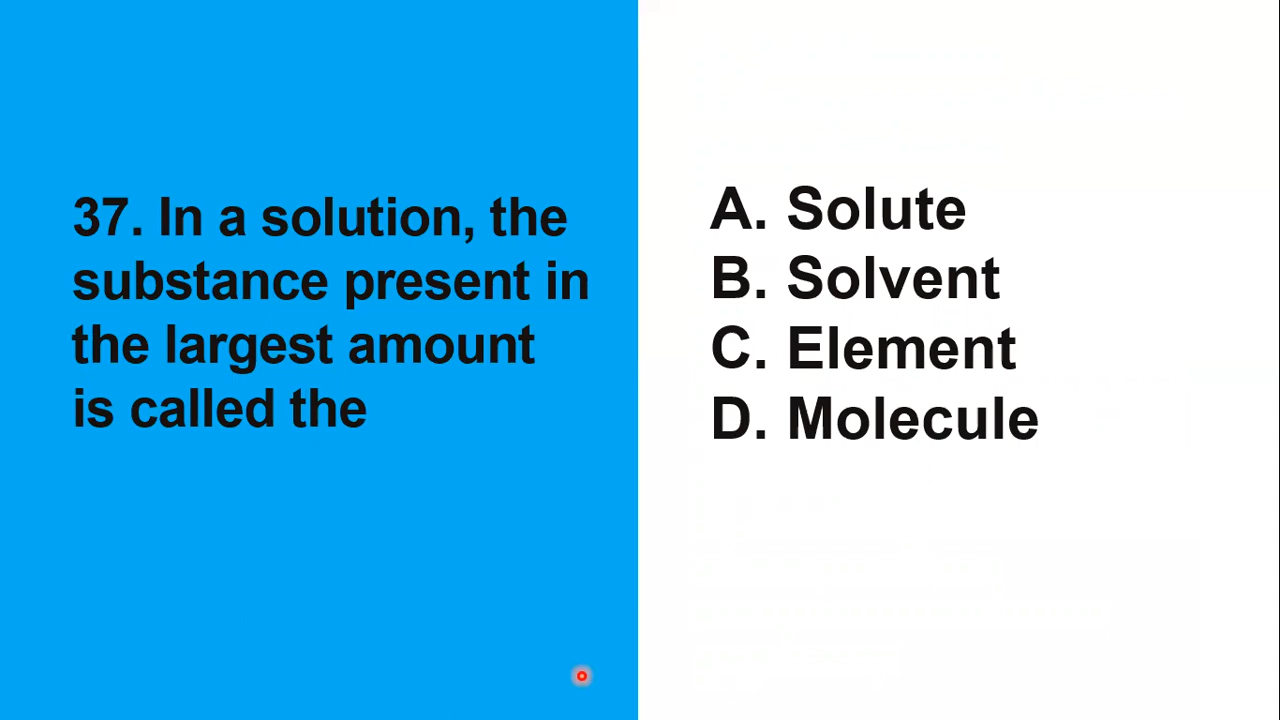 37. In a solution, the
substance present in
the largest amount
is called the
A. Solute
B. Solvent
C. Element
D. Molecule